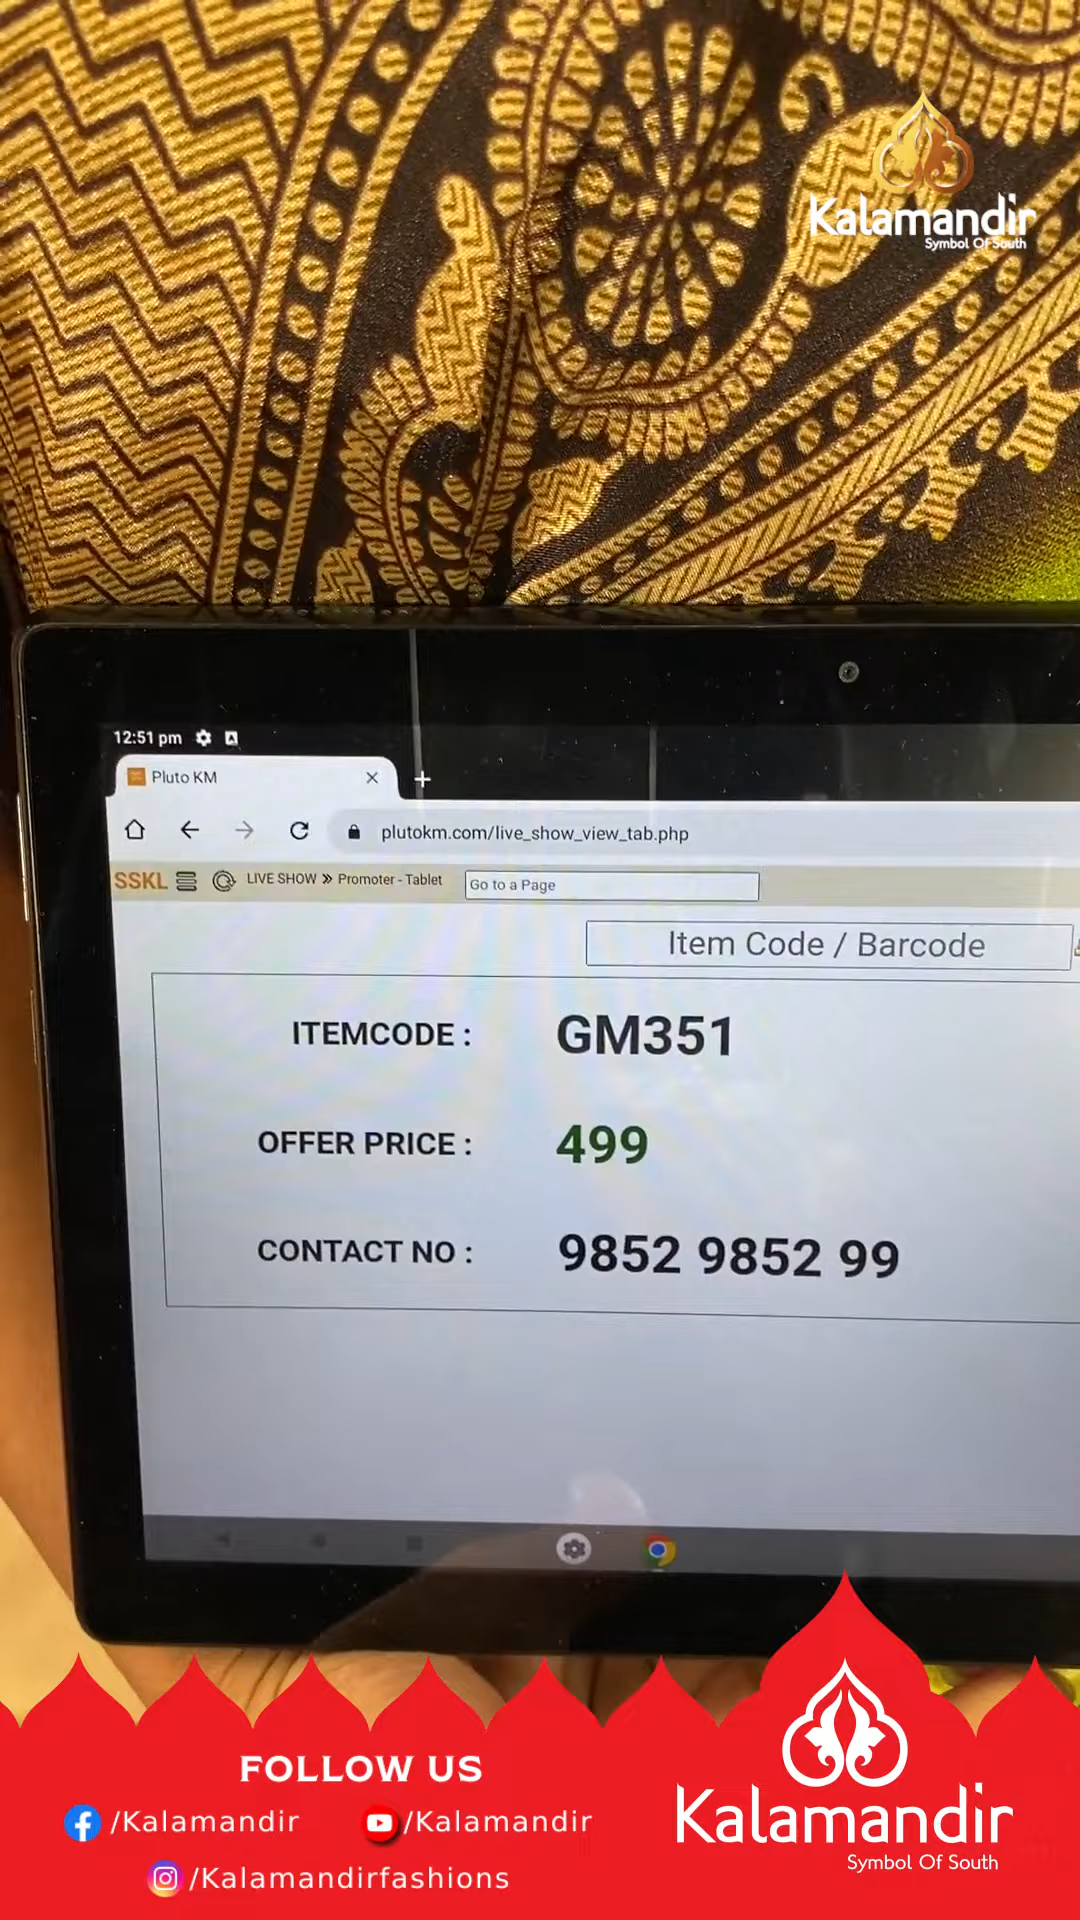 Kalamandir
Symbol Of South
12:51 pm
Pluto KM
plutokm.com/live_show_view_tab.php
SSKL LIVE SHOW » Promoter - Tablet Go to a Page
Item Code / Barcode
ITEMCODE : GM351
OFFER PRICE : 499
CONTACT NO : 9852 9852 99
FOLLOW US
/Kalamandir /Kalamandir
/Kalamandirfashions
Kalamandir
Symbol Of South